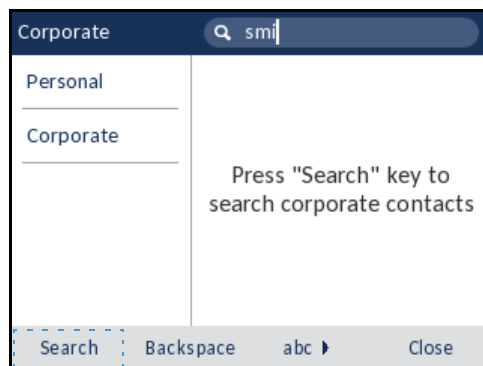 Corporate smi
Personal
Corporate
Press "Search" key to
search corporate contacts
Search Backspace abc Close